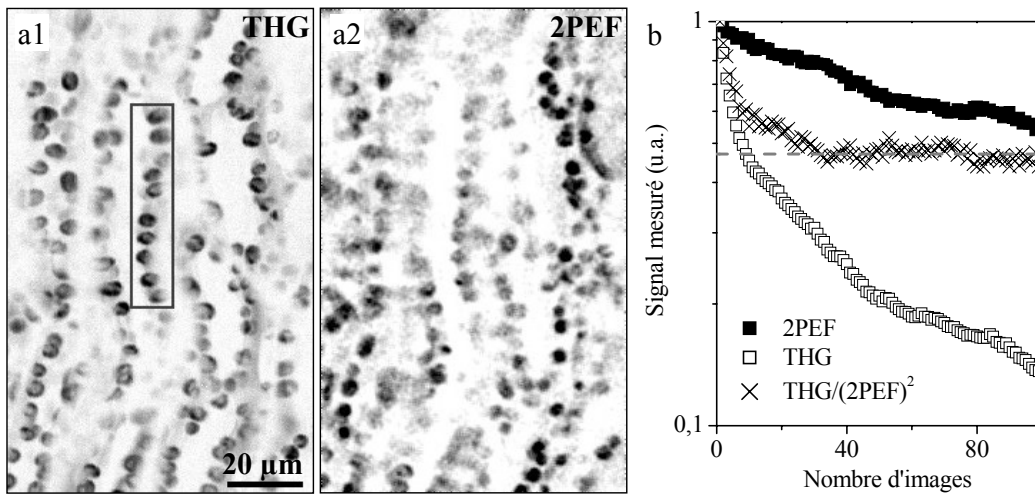 a1 THG
a2 2PEF
20 µm
b
Signal mesuré (u.a.)
1
0,1
2PEF
THG
THG/(2PEF)²
0 40 80
Nombre d'images